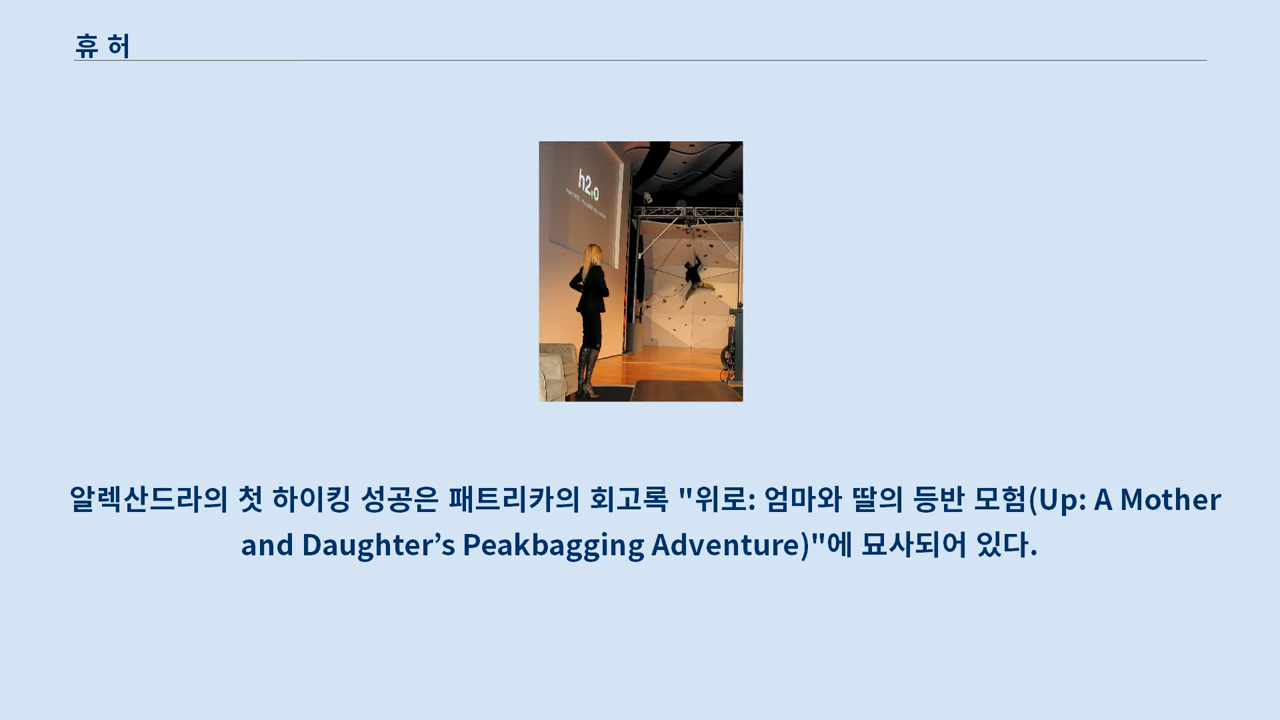 휴 허
h2.o
알렉산드라의 첫 하이킹 성공은 패트리카의 회고록 "위로: 엄마와 딸의 등반 모험(Up: A Mother
and Daughter’s Peakbagging Adventure)"에 묘사되어 있다.